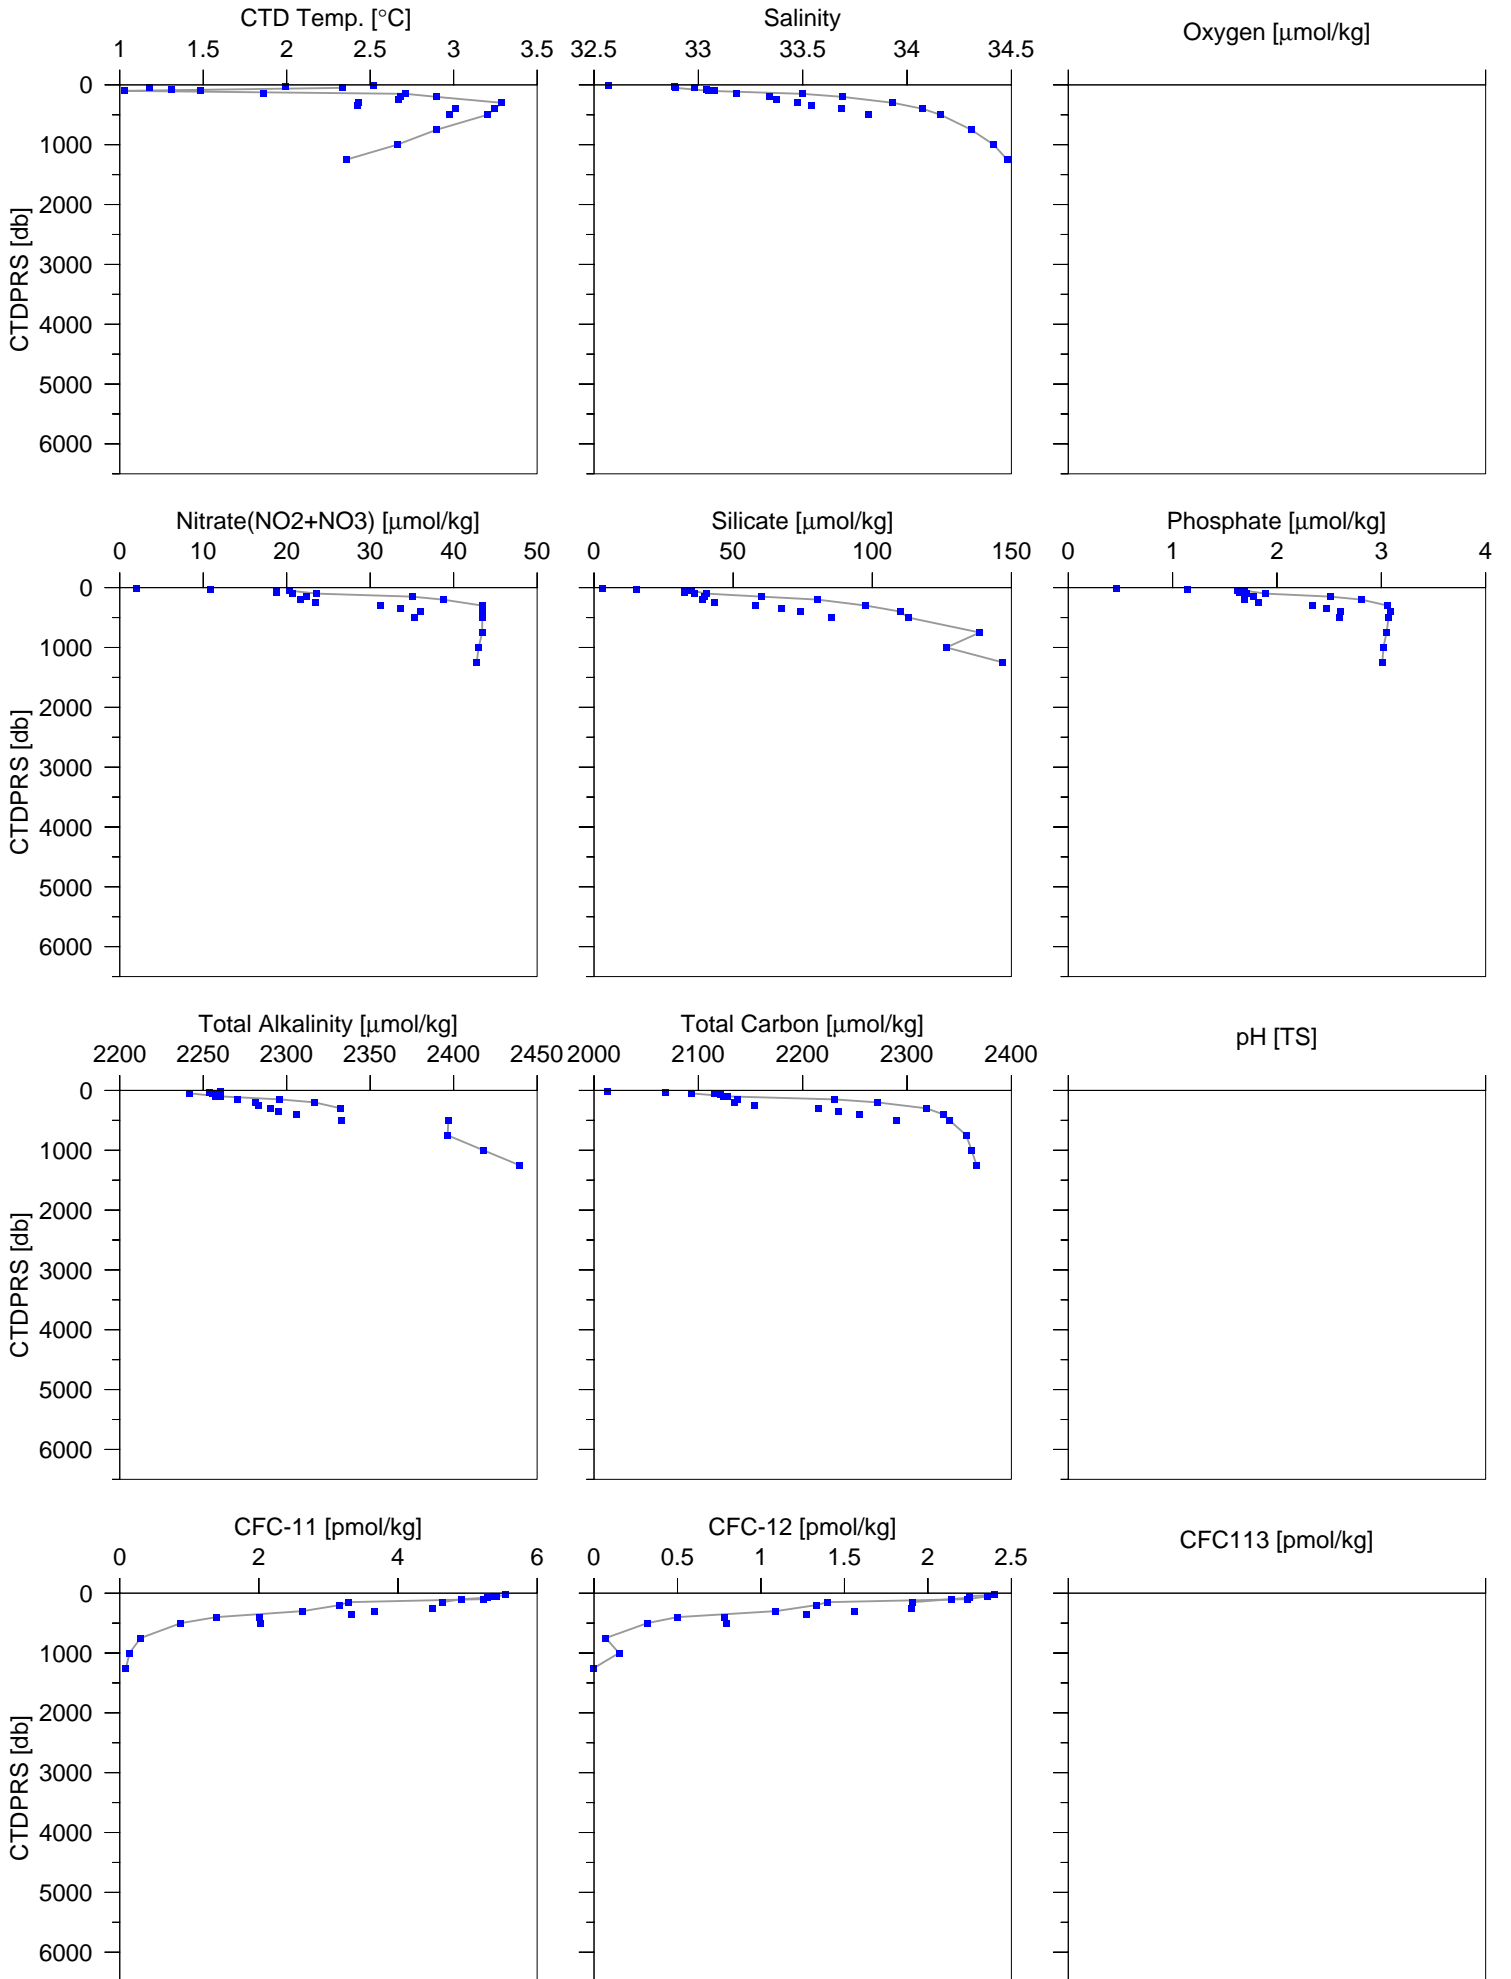 CTD Temp. [°C] Salinity Oxygen [μmol/kg]
1 1.5 2 2.5 3 3.5 32.5 33 33.5 34 34.5
0
1000
2000
3000
4000
5000
6000
CTDPRS [db]
Nitrate(NO2+NO3) [μmol/kg] Silicate [μmol/kg] Phosphate [μmol/kg]
0 10 20 30 40 50 0 50 100 150 0 1 2 3 4
0
1000
2000
3000
4000
5000
6000
CTDPRS [db]
Total Alkalinity [μmol/kg] Total Carbon [μmol/kg] pH [TS]
2200 2250 2300 2350 2400 2450 2000 2100 2200 2300 2400
0
1000
2000
3000
4000
5000
6000
CTDPRS [db]
CFC-11 [pmol/kg] CFC-12 [pmol/kg] CFC113 [pmol/kg]
0 2 4 6 0 0.5 1 1.5 2 2.5
0
1000
2000
3000
4000
5000
6000
CTDPRS [db]